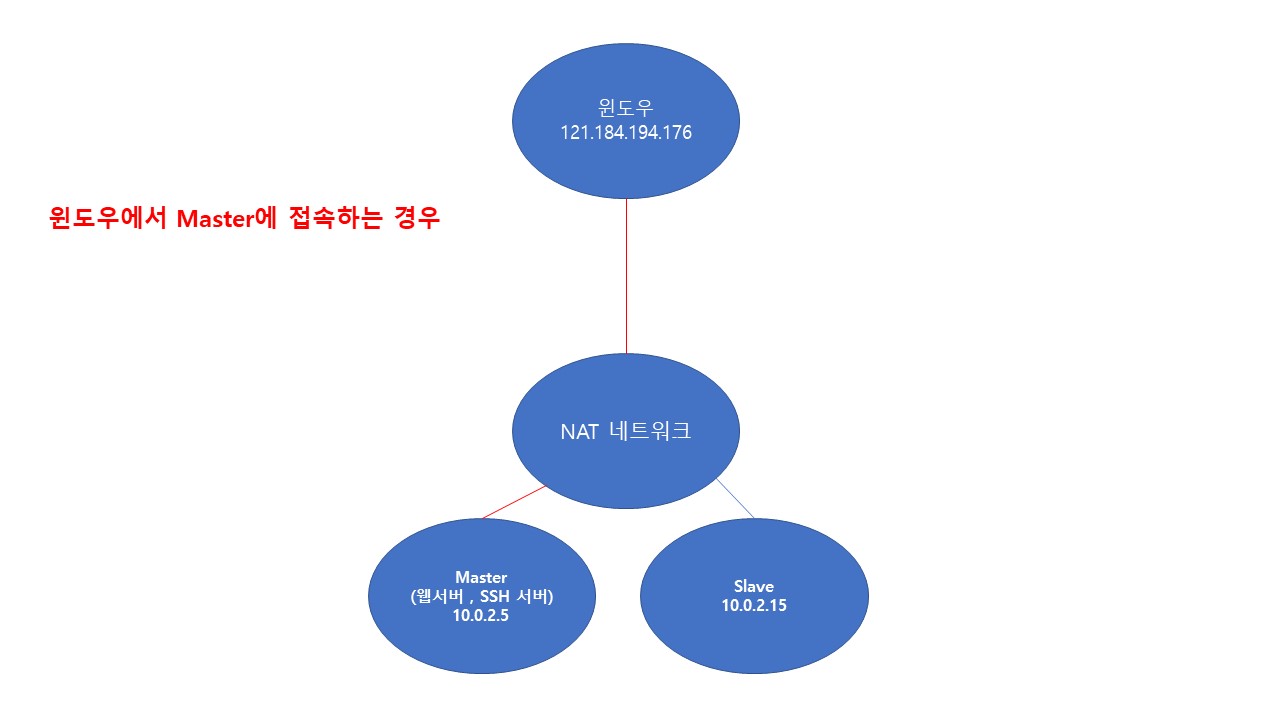 윈도우
121.184.194.176
윈도우에서 Master에 접속하는 경우
NAT 네트워크
Master
(웹서버 , SSH 서버)
10.0.2.5
Slave
10.0.2.15